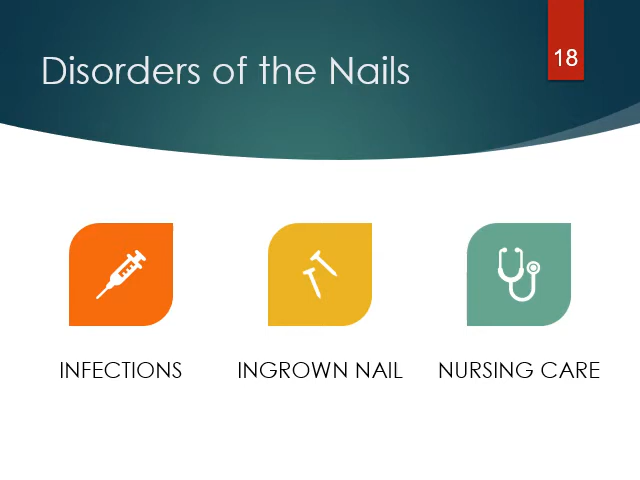 Disorders of the Nails
18
INFECTIONS
INGROWN NAIL
NURSING CARE